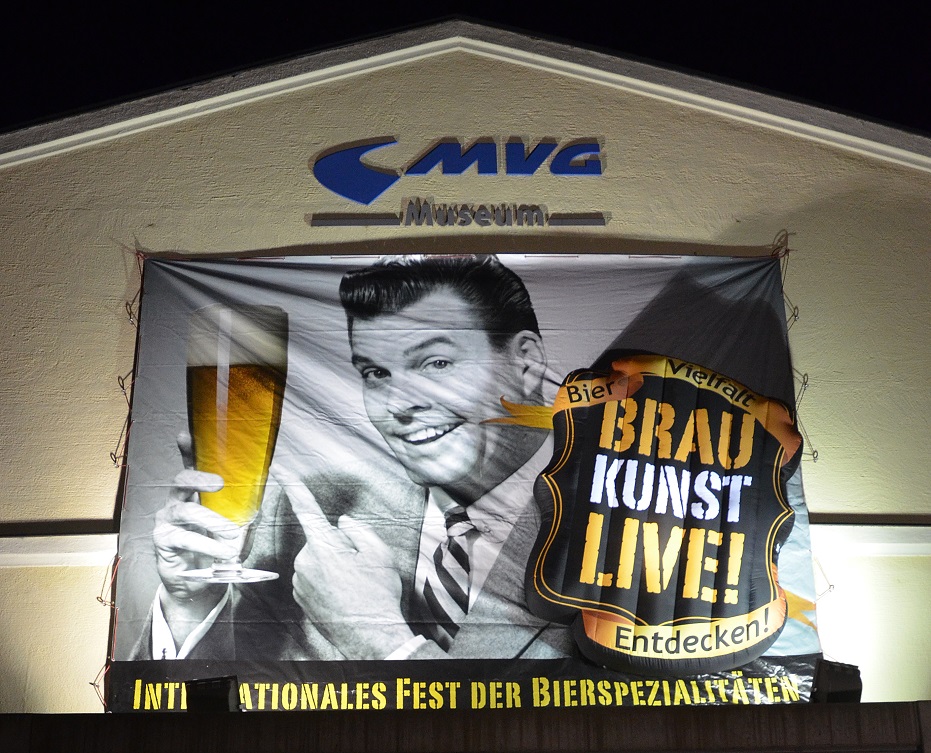 MVG
Museum
Bier Vielfalt
BRAU
KUNST
LIVE!
Entdecken!
INTERNATIONALES FEST DER BIERSPEZIALITÄTEN